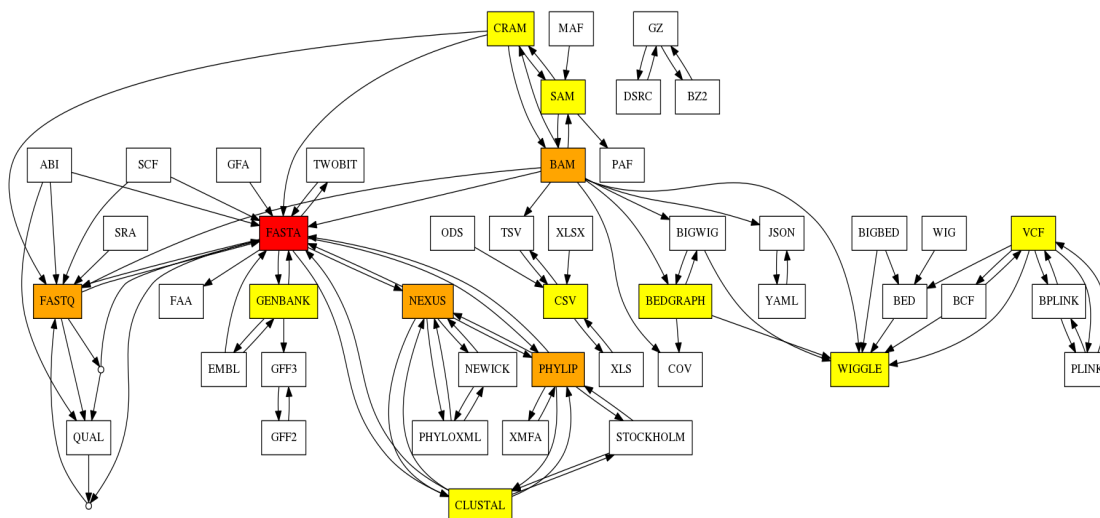 CRAM
MAF
GZ
SAM
DSRC
BZ2
ABI
SCF
GFA
TWOBIT
BAM
PAF
SRA
FASTA
ODS
TSV
XLSX
BIGWIG
JSON
BIGBED
WIG
VCF
FASTQ
FAA
GENBANK
NEXUS
CSV
BEDGRAPH
YAML
BED
BCF
BPLINK
EMBL
GFF3
NEWICK
PHYLIP
XLS
COV
WIGGLE
PLINK
QUAL
GFF2
PHYLOXML
XMFA
STOCKHOLM
CLUSTAL